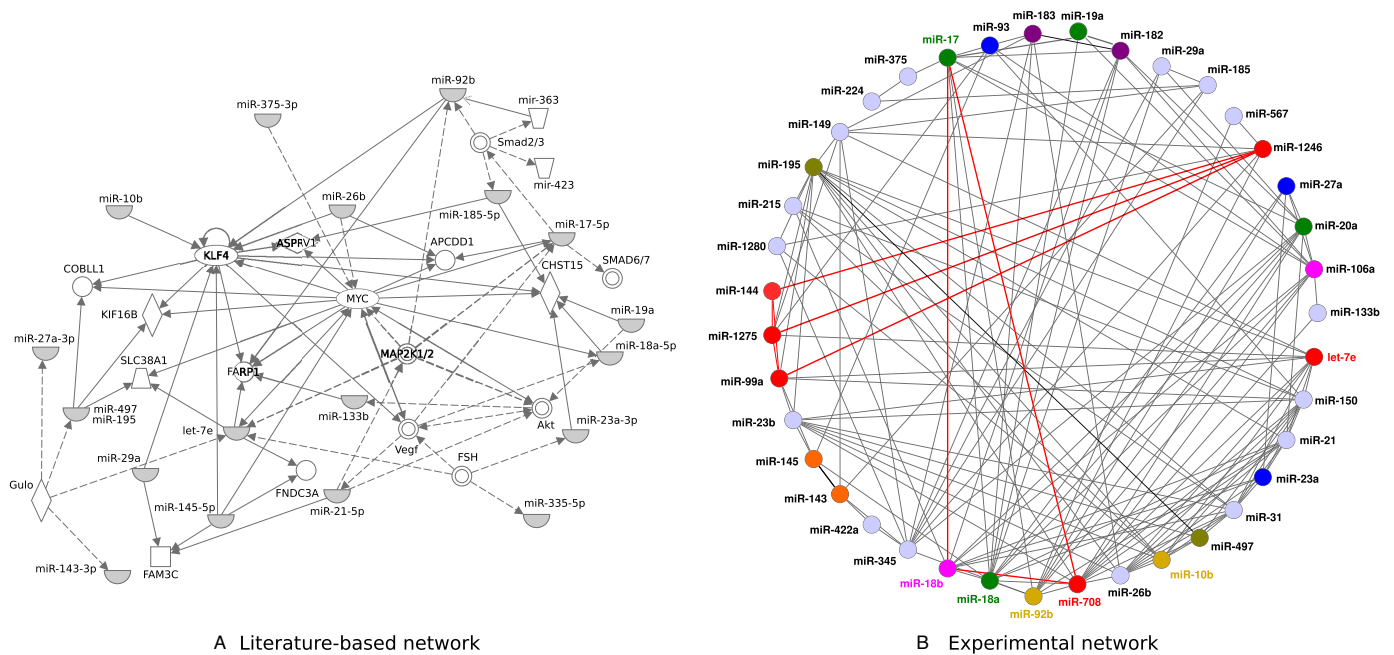 miR-92b
mir-363
miR-375-3p
Smad2/3
mir-423
miR-10b
miR-26b
miR-185-5p
miR-17-5p
KLF4
ASPRV1
APCDD1
COBLL1
CHST15
SMAD6/7
MYC
KIF16B
miR-19a
miR-27a-3p
miR-18a-5p
SLC38A1
FARP1
MAP2K1/2
miR-497
miR-195
miR-133b
let-7e
Akt
miR-23a-3p
Vegf
miR-29a
FSH
Gulo
FNDC3A
miR-145-5p
miR-21-5p
miR-335-5p
miR-143-3p
FAM3C
A Literature-based network
miR-183
miR-19a
miR-93
miR-182
miR-17
miR-29a
miR-375
miR-185
miR-224
miR-567
miR-149
miR-1246
miR-195
miR-27a
miR-215
miR-20a
miR-1280
miR-106a
miR-144
miR-133b
miR-1275
let-7e
miR-99a
miR-150
miR-23b
miR-21
miR-145
miR-23a
miR-143
miR-31
miR-422a
miR-497
miR-345
miR-10b
miR-18b
miR-26b
miR-18a
miR-708
miR-92b
B Experimental network